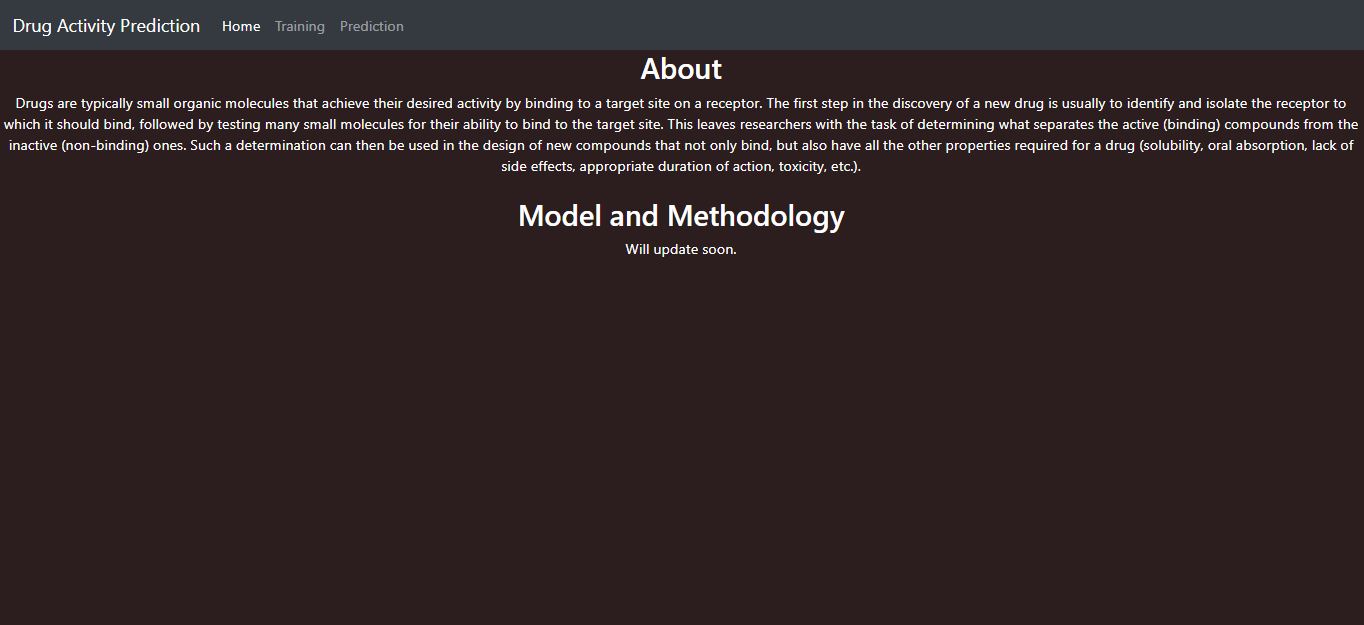 Drug Activity Prediction Home Training Prediction
About
Drugs are typically small organic molecules that achieve their desired activity by binding to a target site on a receptor. The first step in the discovery of a new drug is usually to identify and isolate the receptor to
which it should bind, followed by testing many small molecules for their ability to bind to the target site. This leaves researchers with the task of determining what separates the active (binding) compounds from the
inactive (non-binding) ones. Such a determination can then be used in the design of new compounds that not only bind, but also have all the other properties required for a drug (solubility, oral absorption, lack of
side effects, appropriate duration of action, toxicity, etc.).
Model and Methodology
Will update soon.